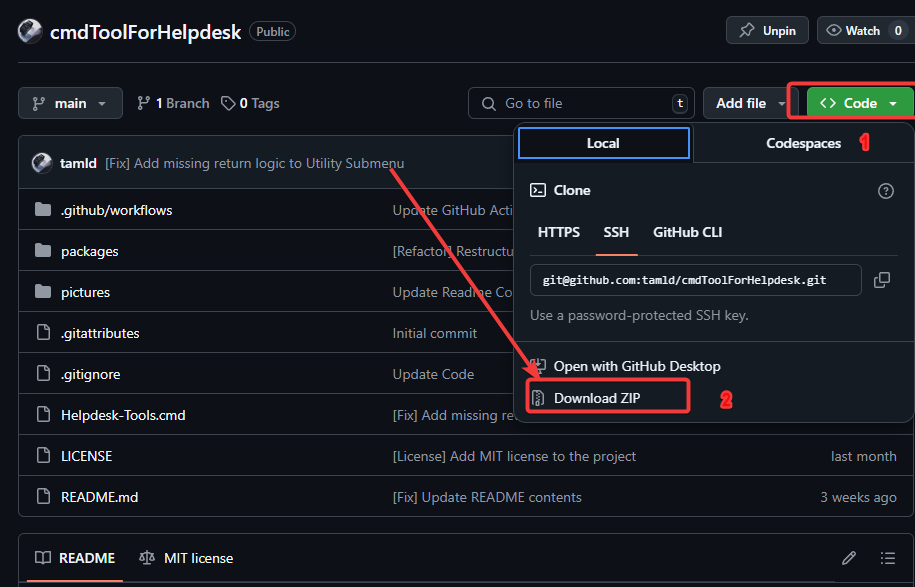 cmdToolForHelpdesk Public
Unpin Watch 0
main 1 Branch 0 Tags Go to file t Add file Code
Local Codespaces 1
tamld [Fix] Add missing return logic to Utility Submenu
Clone
.github/workflows Update GitHub Acti
HTTPS SSH GitHub CLI
packages [Refactor] Restructu
git@github.com:tamld/cmdToolForHelpdesk.git
pictures Update Readme Co
Use a password-protected SSH key.
.gitattributes Initial commit
Open with GitHub Desktop
.gitignore Update Code
Download ZIP 2
Helpdesk-Tools.cmd [Fix] Add missing re
LICENSE [License] Add MIT license to the project last month
README.md [Fix] Update README contents 3 weeks ago
README MIT license